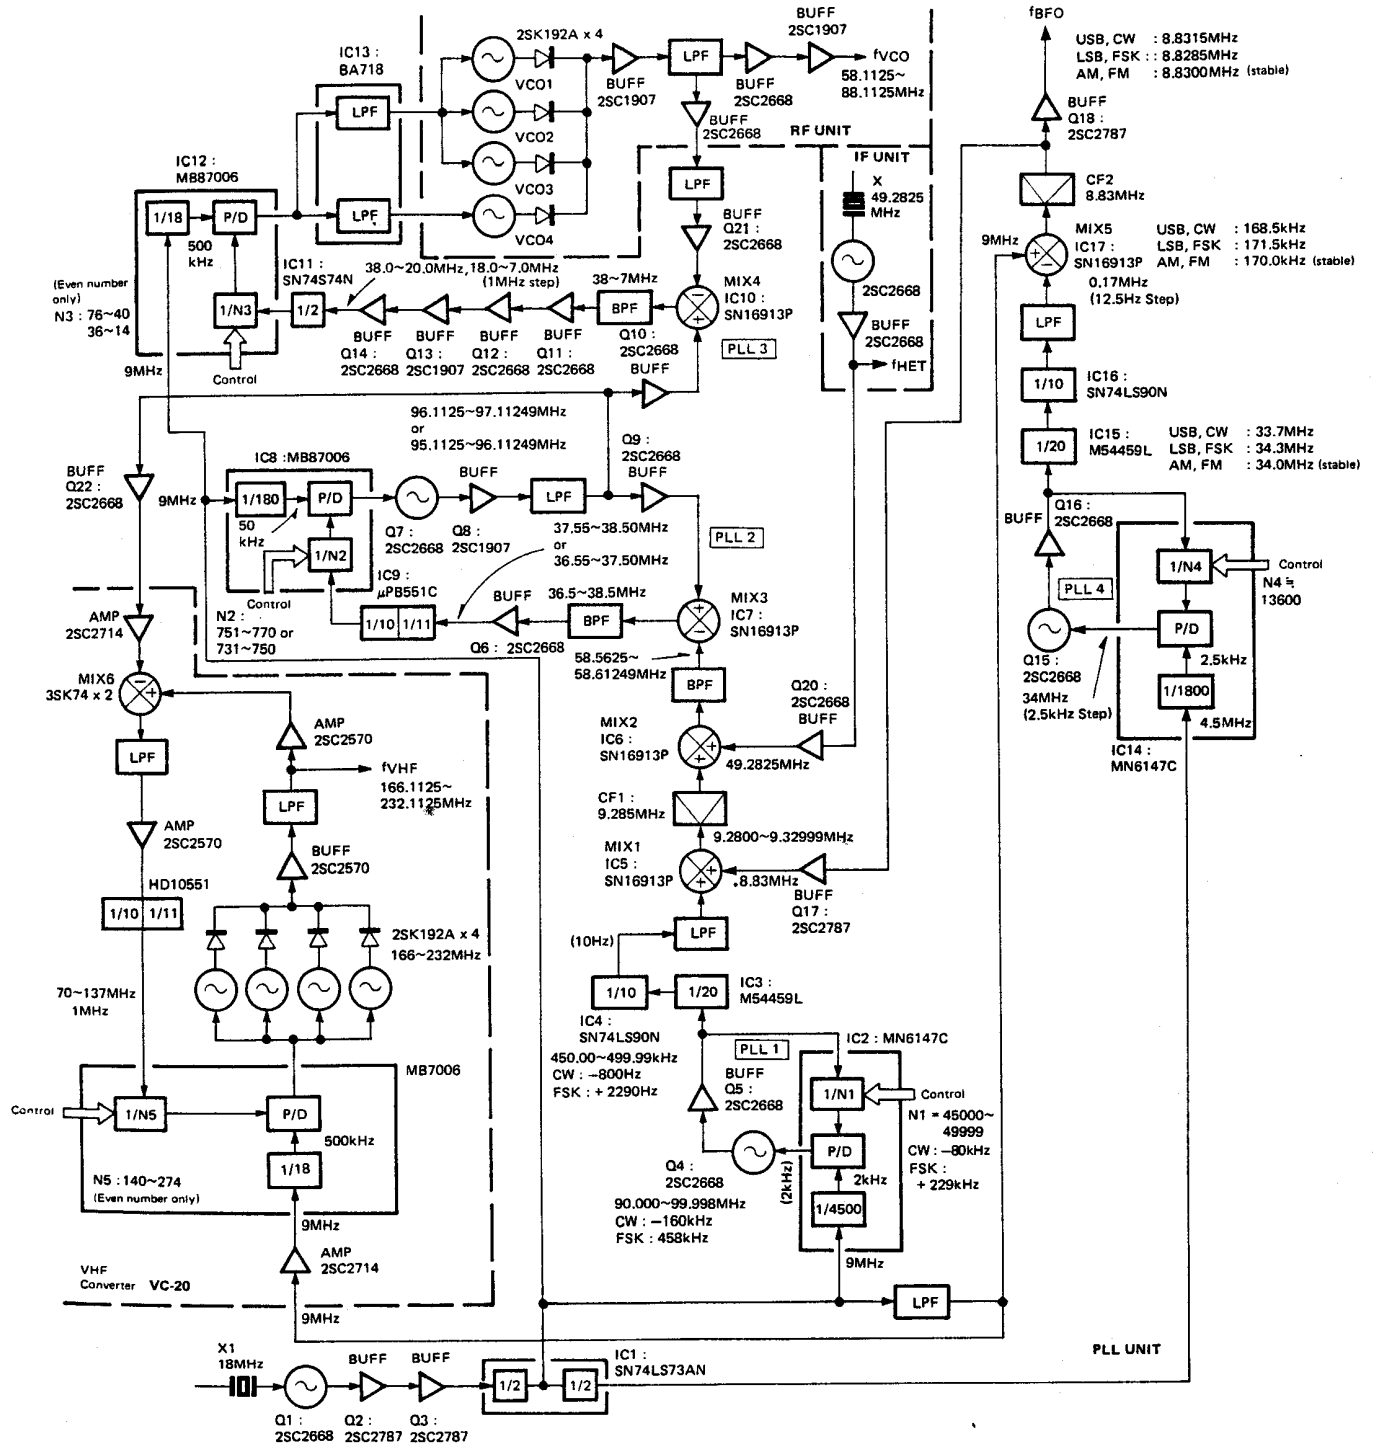 fBFO
USB, CW : 8.8315MHz
LSB, FSK : : 8.8285MHz
AM, FM : 8.8300MHz (stable)
BUFF
Q18 :
2SC2787
CF2
8.83MHz
9MHz
MIX5
IC17 :
SN16913P
USB, CW : 168.5kHz
LSB, FSK : 171.5kHz
AM, FM : 170.0kHz (stable)
0.17MHz
(12.5Hz Step)
LPF
1/10
IC16 :
SN74LS90N
1/20
IC15 :
M54459L
USB, CW : 33.7MHz
LSB, FSK : 34.3MHz
AM, FM : 34.0MHz (stable)
Q16 :
2SC2668
BUFF
PLL 4
Q15 :
2SC2668
34MHz
(2.5kHz Step)
1/N4
Control
N4 ≒
13600
P/D
2.5kHz
1/1800
4.5MHz
IC14 :
MN6147C
IC13 :
BA718
LPF
LPF
2SK192A x 4
VCO1
VCO2
VCO3
VCO4
BUFF
2SC1907
LPF
BUFF
2SC2668
BUFF
2SC1907
fVCO
58.1125~
88.1125MHz
BUFF
2SC2668
RF UNIT
IF UNIT
X
49.2825
MHz
2SC2668
BUFF
2SC2668
fHET
LPF
BUFF
Q21 :
2SC2668
MIX4
IC10 :
SN16913P
PLL 3
IC12 :
MB87006
1/18
P/D
500
kHz
(Even number
only)
N3 : 76~40
36~14
1/N3
Control
9MHz
IC11 :
SN74S74N
1/2
38.0~20.0MHz, 18.0~7.0MHz
(1MHz step)
38~7MHz
BPF
BUFF
Q14 :
2SC2668
BUFF
Q13 :
2SC1907
BUFF
Q12 :
2SC2668
BUFF
Q11 :
2SC2668
Q10 :
2SC2668
BUFF
96.1125~97.11249MHz
or
95.1125~96.11249MHz
Q9 :
2SC2668
BUFF
BUFF
Q22 :
2SC2668
9MHz
IC8 : MB87006
1/180
P/D
50
kHz
1/N2
Control
N2 :
751~770 or
731~750
Q7 :
2SC2668
BUFF
Q8 :
2SC1907
LPF
37.55~38.50MHz
or
36.55~37.50MHz
PLL 2
IC9 :
μPB551C
1/10 1/11
BUFF
Q6 : 2SC2668
36.5~38.5MHz
BPF
MIX3
IC7 :
SN16913P
58.5625~
58.61249MHz
BPF
MIX2
IC6 :
SN16913P
Q20 :
2SC2668
BUFF
49.2825MHz
CF1 :
9.285MHz
9.2800~9.32999MHz
MIX1
IC5 :
SN16913P
8.83MHz
BUFF
Q17 :
2SC2787
LPF
(10Hz)
1/10
IC4 :
SN74LS90N
1/20
IC3 :
M54459L
450.00~499.99kHz
CW : −800Hz
FSK : + 2290Hz
PLL 1
BUFF
Q5 :
2SC2668
Q4 :
2SC2668
90.000~99.998MHz
CW : −160kHz
FSK : 458kHz
(2kHz)
IC2 : MN6147C
1/N1
Control
N1 = 45000~
49999
CW : −80kHz
FSK :
+ 229kHz
P/D
2kHz
1/4500
9MHz
LPF
AMP
2SC2714
MIX6
3SK74 x 2
LPF
AMP
2SC2570
HD10551
1/10 1/11
70~137MHz
1MHz
AMP
2SC2570
fVHF
166.1125~
232.1125MHz
LPF
BUFF
2SC2570
2SK192A x 4
166~232MHz
MB7006
Control
1/N5
P/D
500kHz
1/18
N5 : 140~274
(Even number only)
9MHz
AMP
2SC2714
VHF
Converter VC-20
9MHz
X1
18MHz
Q1 :
2SC2668
BUFF
Q2 :
2SC2787
BUFF
Q3 :
2SC2787
IC1 :
SN74LS73AN
1/2
1/2
PLL UNIT